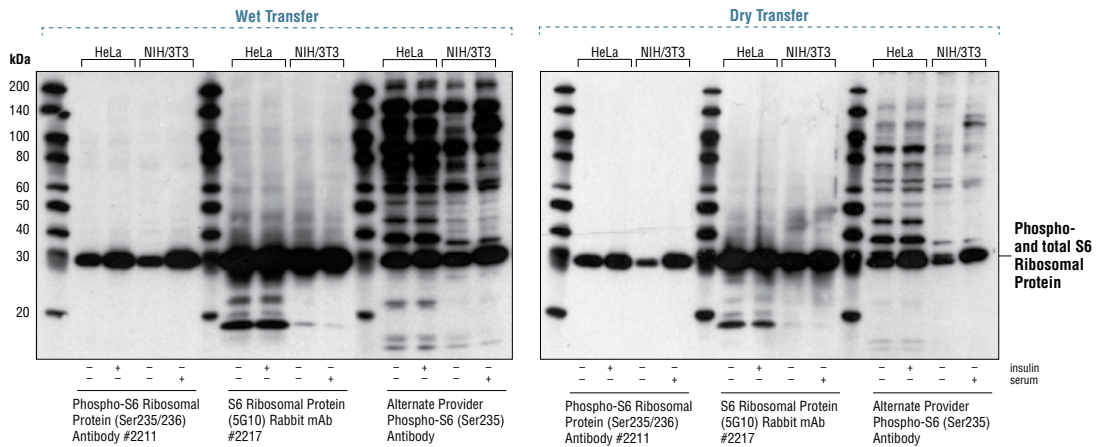 Wet Transfer
Dry Transfer
HeLa NIH/3T3 HeLa NIH/3T3 HeLa NIH/3T3
HeLa NIH/3T3 HeLa NIH/3T3 HeLa NIH/3T3
kDa
200
140
100
80
60
50
40
30
20
Phospho-
and total S6
Ribosomal
Protein
– + – – – + – – – + – –
– + – – – + – – – + – –
insulin
– – – + – – – + – – – +
– – – + – – – + – – – +
serum
Phospho-S6 Ribosomal
Protein (Ser235/236)
Antibody #2211
S6 Ribosomal Protein
(5G10) Rabbit mAb
#2217
Alternate Provider
Phospho-S6 (Ser235)
Antibody
Phospho-S6 Ribosomal
Protein (Ser235/236)
Antibody #2211
S6 Ribosomal Protein
(5G10) Rabbit mAb
#2217
Alternate Provider
Phospho-S6 (Ser235)
Antibody